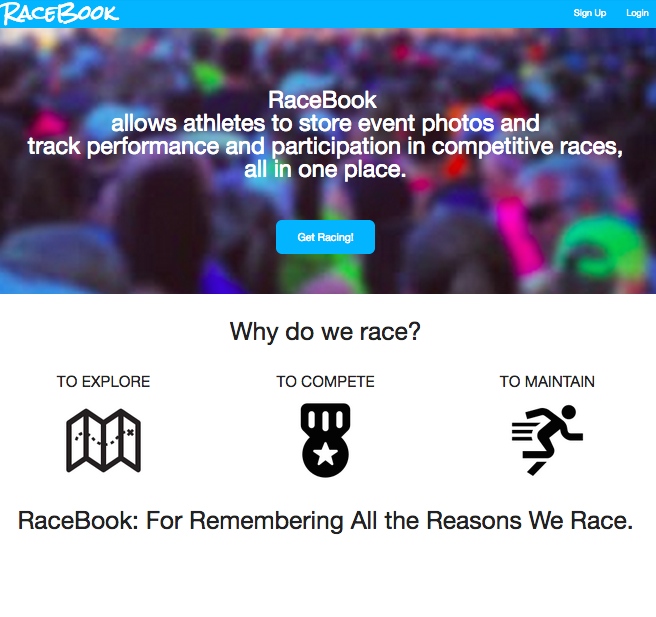 RaceBook
Sign Up
Login
RaceBook
allows athletes to store event photos and
track performance and participation in competitive races,
all in one place.
Get Racing!
Why do we race?
TO EXPLORE
TO COMPETE
TO MAINTAIN
RaceBook: For Remembering All the Reasons We Race.